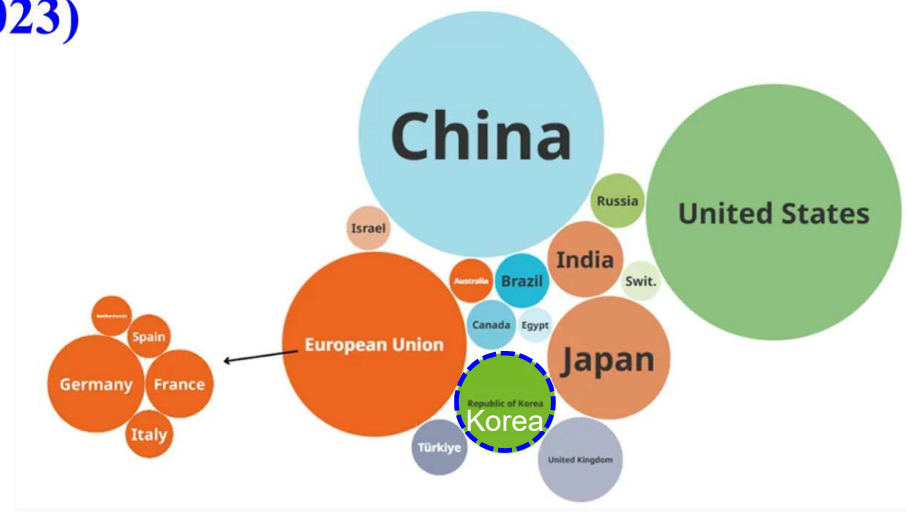 023)
China
United States
Russia
Israel
India
Australia
Brazil
Swit.
Canada
Egypt
European Union
Japan
Netherlands
Spain
Germany
France
Italy
Republic of Korea
Korea
Türkiye
United Kingdom